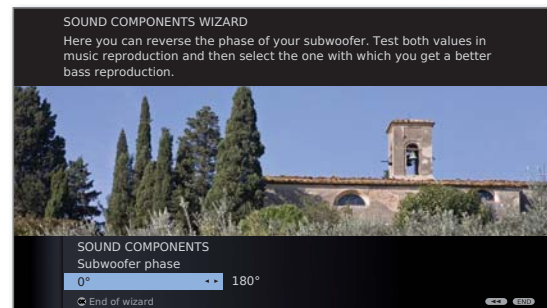 SOUND COMPONENTS WIZARD
Here you can reverse the phase of your subwoofer. Test both values in
music reproduction and then select the one with which you get a better
bass reproduction.
SOUND COMPONENTS
Subwoofer phase
0° 180°
OK End of wizard
END